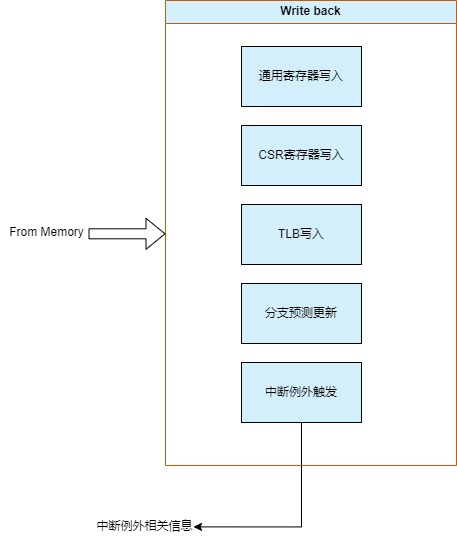 Write back
通用寄存器写入
CSR寄存器写入
From Memory
TLB写入
分支预测更新
中断例外触发
中断例外相关信息